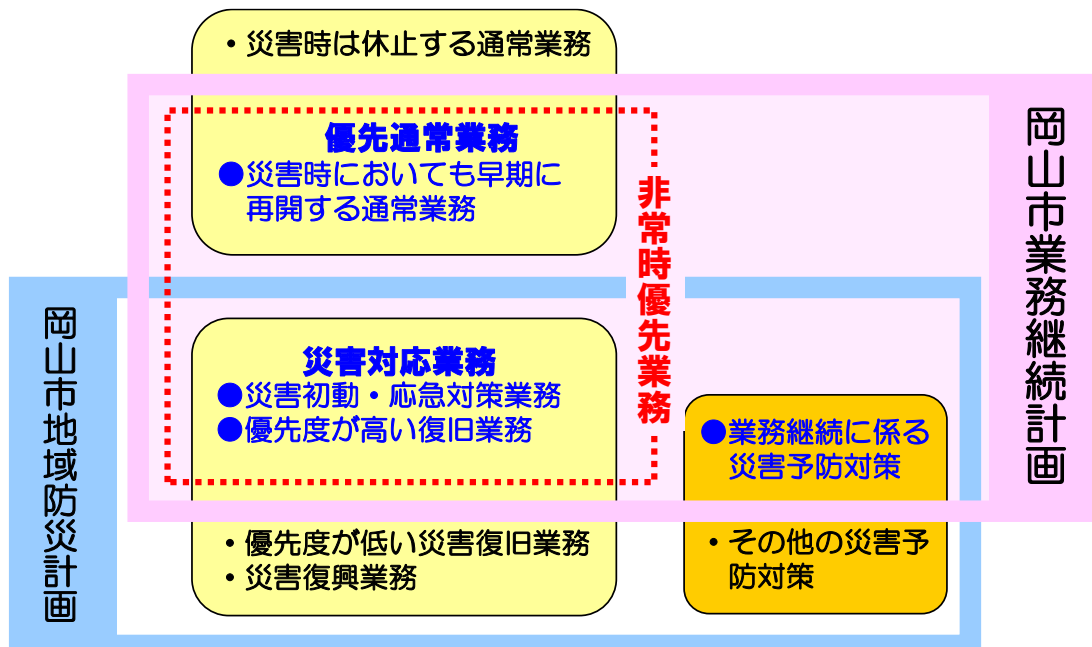 ・災害時は休止する通常業務
優先通常業務
●災害時においても早期に
再開する通常業務
非常時優先業務
岡山市業務継続計画
岡山市地域防災計画
災害対応業務
●災害初動・応急対策業務
●優先度が高い復旧業務
・優先度が低い災害復旧業務
・災害復興業務
●業務継続に係る
災害予防対策
・その他の災害予
防対策